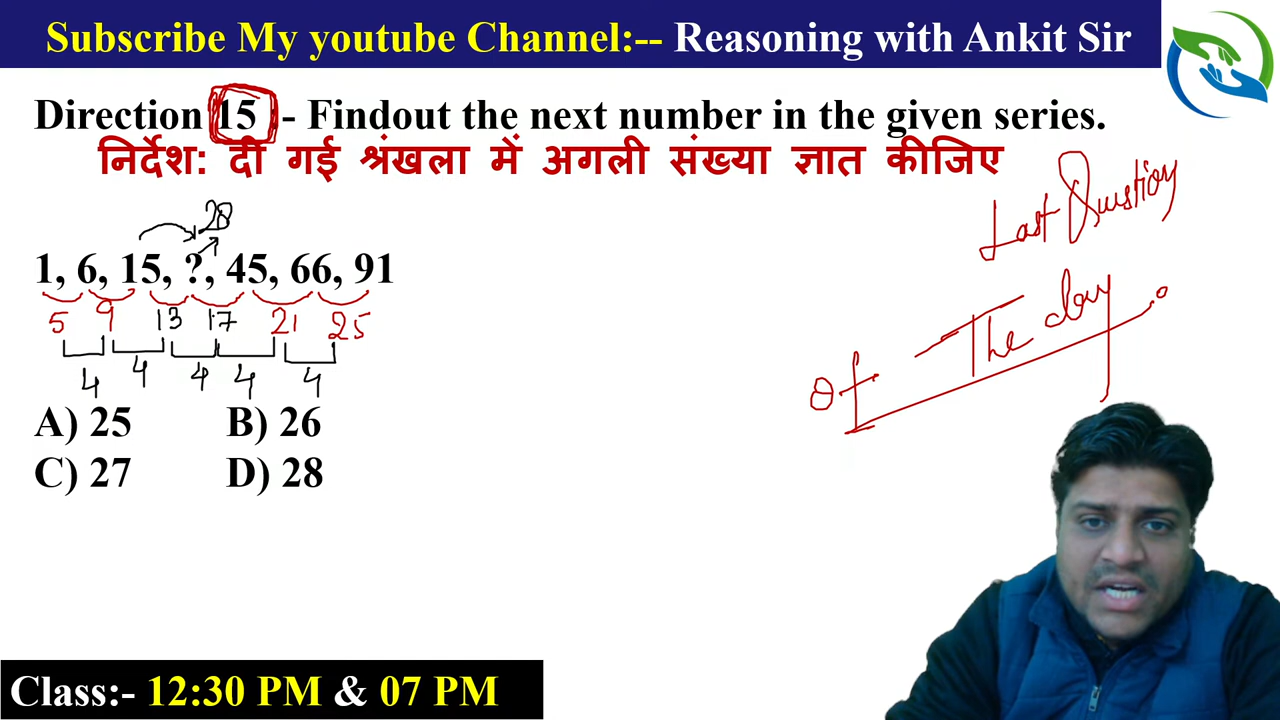 Subscribe My youtube Channel:-- Reasoning with Ankit Sir
Direction 15 - Findout the next number in the given series.
निर्देश: दी गई श्रंखला में अगली संख्या ज्ञात कीजिए
Last Question
of The day
28
1, 6, 15, ?, 45, 66, 91
5 9 13 17 21 25
4 4 4 4 4
A) 25 B) 26
C) 27 D) 28
Class:- 12:30 PM & 07 PM